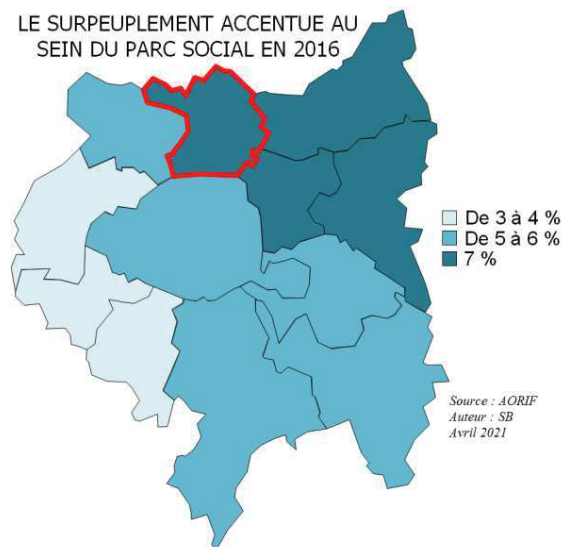 LE SURPEUPLEMENT ACCENTUE AU
SEIN DU PARC SOCIAL EN 2016
De 3 à 4 %
De 5 à 6 %
7 %
Source : AORIF
Auteur : SB
Avril 2021